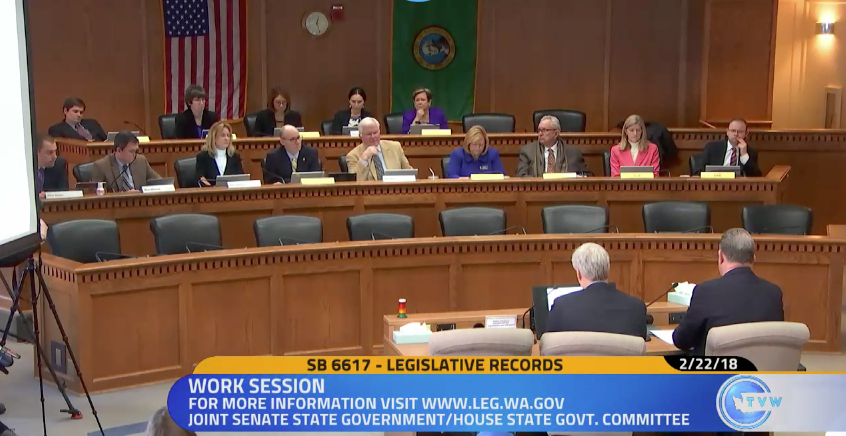 SB 6617 - LEGISLATIVE RECORDS
2/22/18
WORK SESSION
FOR MORE INFORMATION VISIT WWW.LEG.WA.GOV
JOINT SENATE STATE GOVERNMENT/HOUSE STATE GOVT. COMMITTEE
TVW